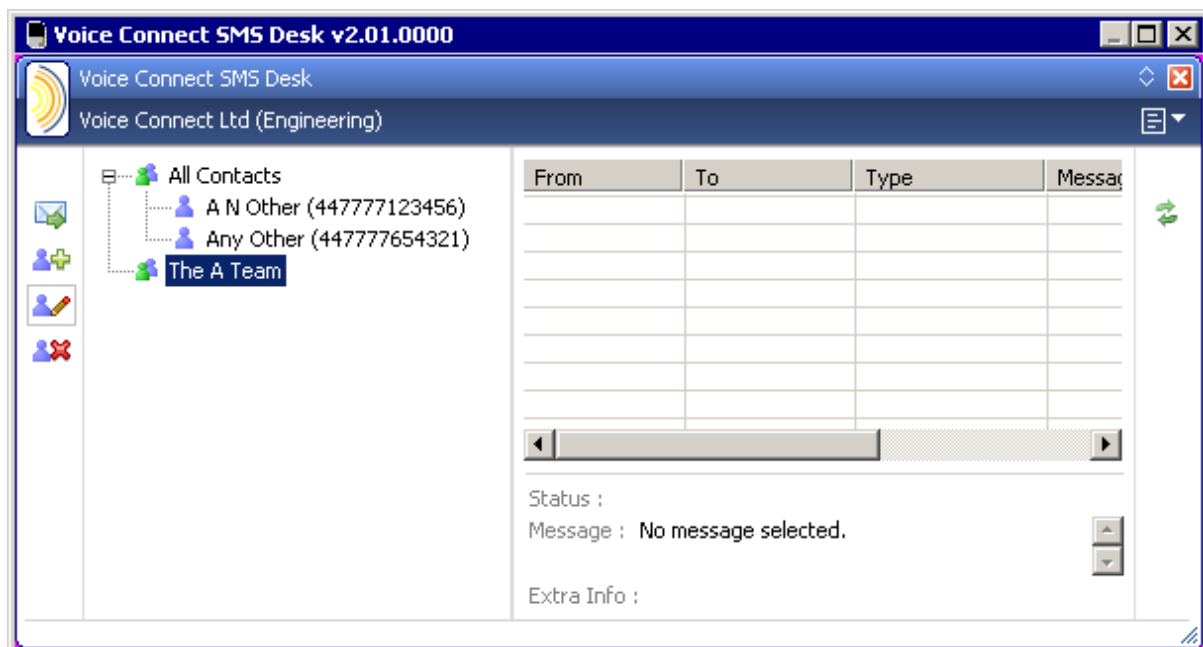 Voice Connect SMS Desk v2.01.0000
Voice Connect SMS Desk
Voice Connect Ltd (Engineering)
All Contacts
A N Other (447777123456)
Any Other (447777654321)
The A Team
From To Type Messag
Status :
Message : No message selected.
Extra Info :